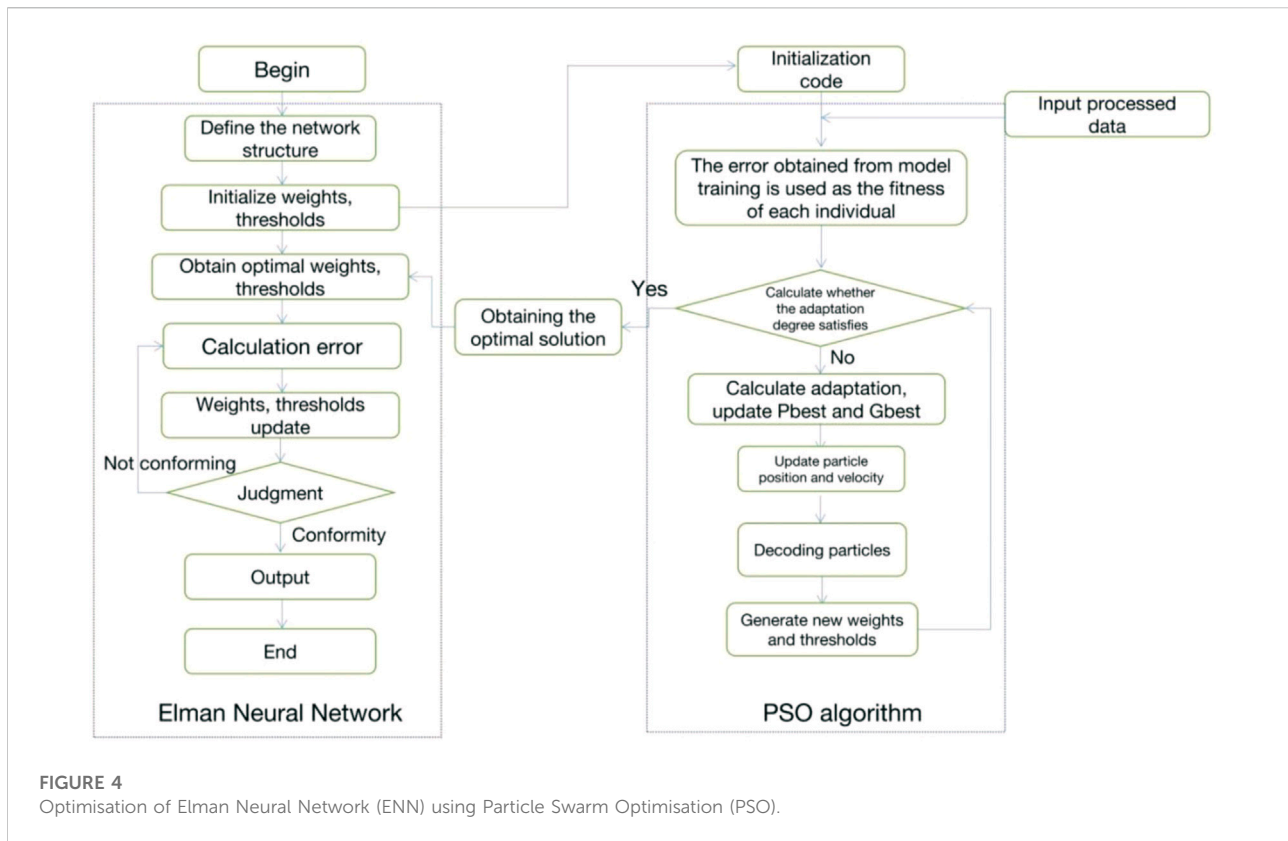 Begin
Define the network
structure
Initialize weights,
thresholds
Obtain optimal weights,
thresholds
Calculation error
Weights, thresholds
update
Not conforming
Judgment
Conformity
Output
End
Elman Neural Network
Obtaining the
optimal solution
Initialization
code
Input processed
data
The error obtained from model
training is used as the fitness
of each individual
Yes
Calculate whether
the adaptation
degree satisfies
No
Calculate adaptation,
update Pbest and Gbest
Update particle
position and velocity
Decoding particles
Generate new weights
and thresholds
PSO algorithm
FIGURE 4
Optimisation of Elman Neural Network (ENN) using Particle Swarm Optimisation (PSO).